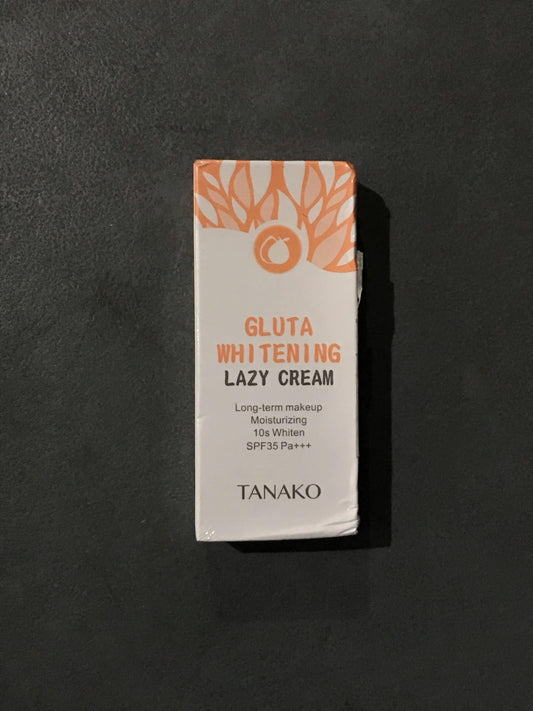 GLUTA
WHITENING
LAZY CREAM
Long-term makeup
Moisturizing
10s Whiten
SPF35 Pa+++
TANAKO